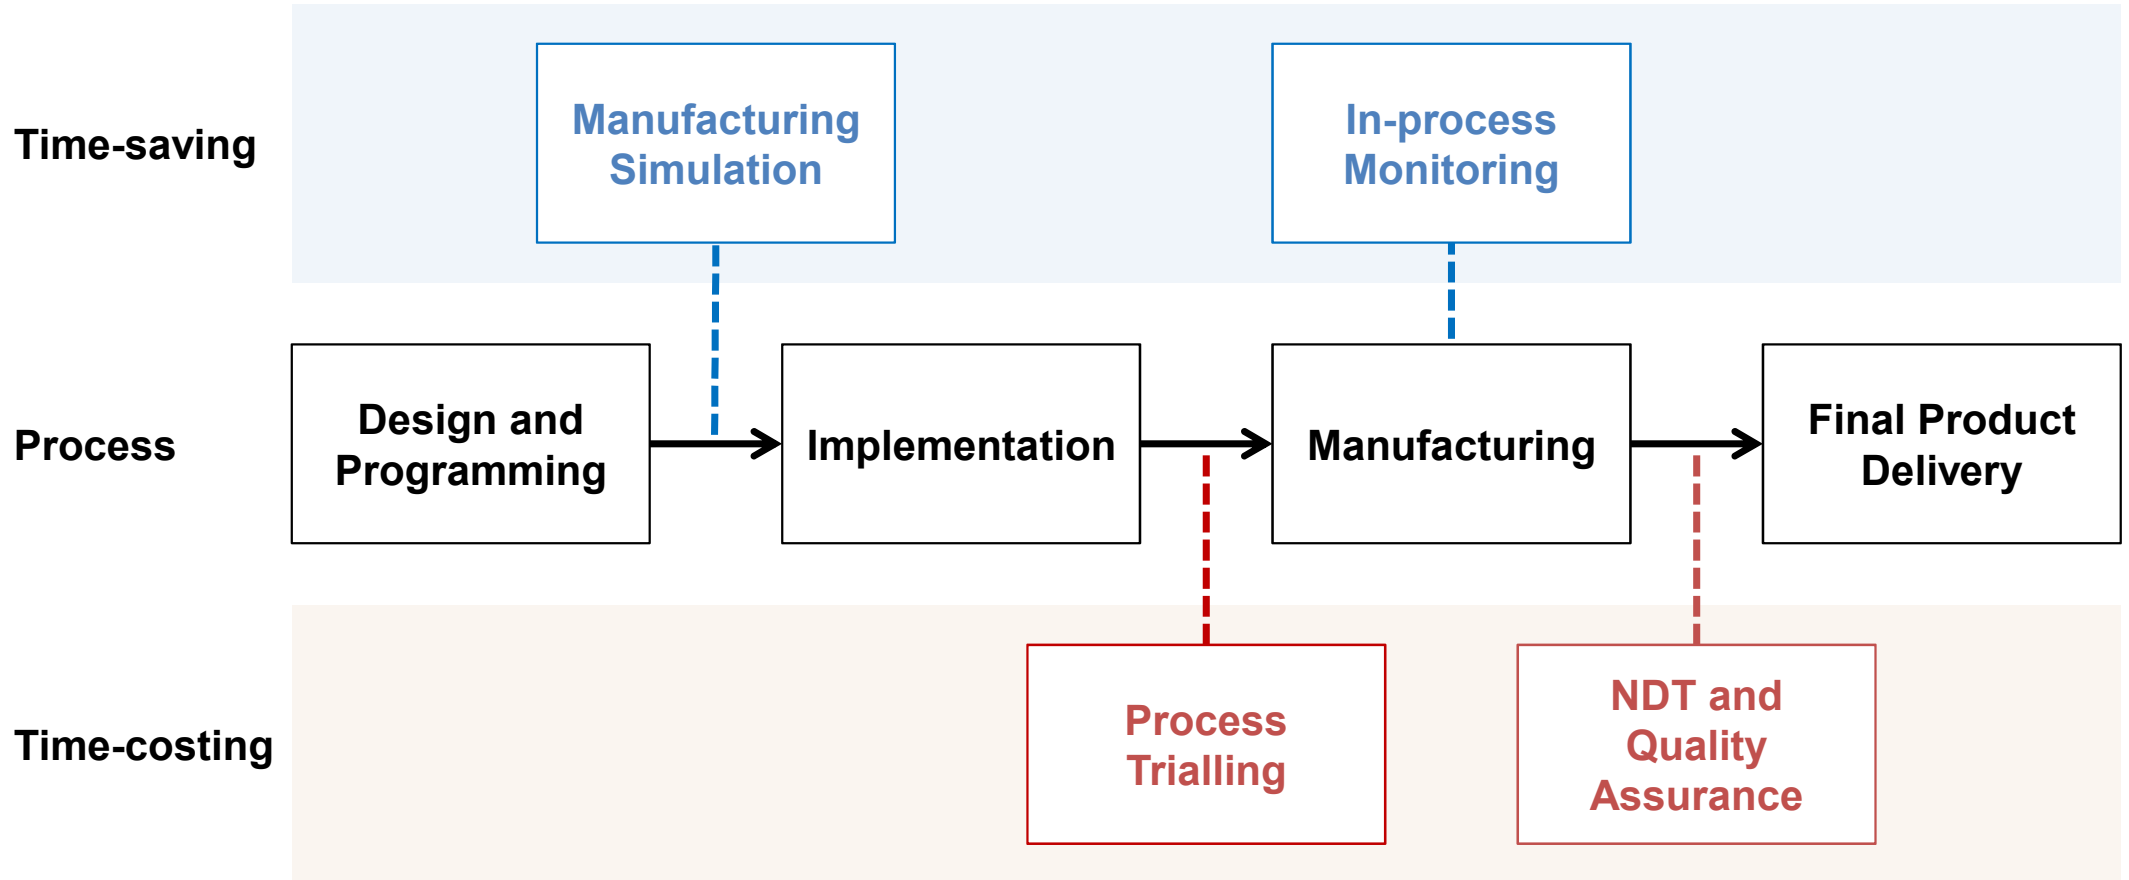 Time-saving
Manufacturing
Simulation
In-process
Monitoring
Process
Design and
Programming
Implementation
Manufacturing
Final Product
Delivery
Time-costing
Process
Trialling
NDT and
Quality
Assurance